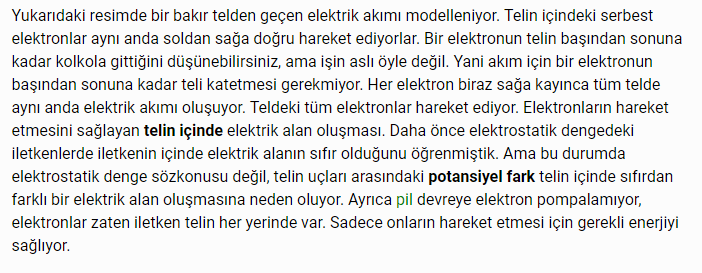 Yukarıdaki resimde bir bakır telden geçen elektrik akımı modelleniyor. Telin içindeki serbest
elektronlar aynı anda soldan sağa doğru hareket ediyorlar. Bir elektronun telin başından sonuna
kadar kolkola gittiğini düşünebilirsiniz, ama işin aslı öyle değil. Yani akım için bir elektronun
başından sonuna kadar teli katetmesi gerekmiyor. Her elektron biraz sağa kayınca tüm telde
aynı anda elektrik akımı oluşuyor. Teldeki tüm elektronlar hareket ediyor. Elektronların hareket
etmesini sağlayan telin içinde elektrik alan oluşması. Daha önce elektrostatik dengedeki
iletkenlerde iletkenin içinde elektrik alanın sıfır olduğunu öğrenmiştik. Ama bu durumda
elektrostatik denge sözkonusu değil, telin uçları arasındaki potansiyel fark telin içinde sıfırdan
farklı bir elektrik alan oluşmasına neden oluyor. Ayrıca pil devreye elektron pompalamıyor,
elektronlar zaten iletken telin her yerinde var. Sadece onların hareket etmesi için gerekli enerjiyi
sağlıyor.